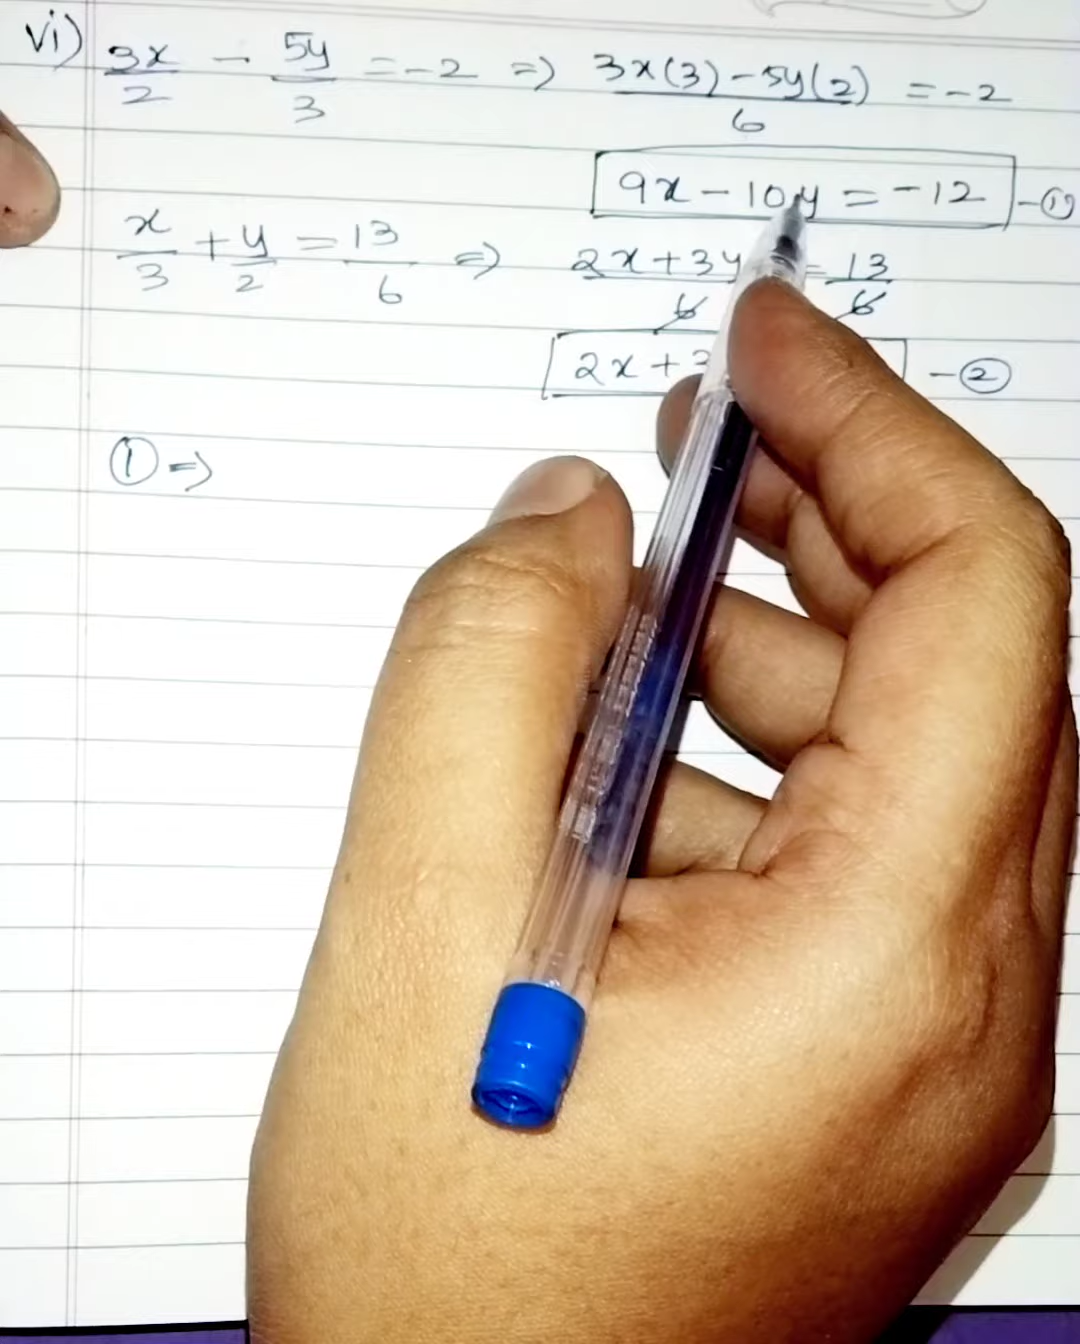 vi) 3x/2 - 5y/3 = -2 => 3x(3) - 5y(2)/6 = -2
9x - 10y = -12 - ①
x/3 + y/2 = 13/6 => 2x + 3y/6 = 13/6
2x + 3 - ②
① =>